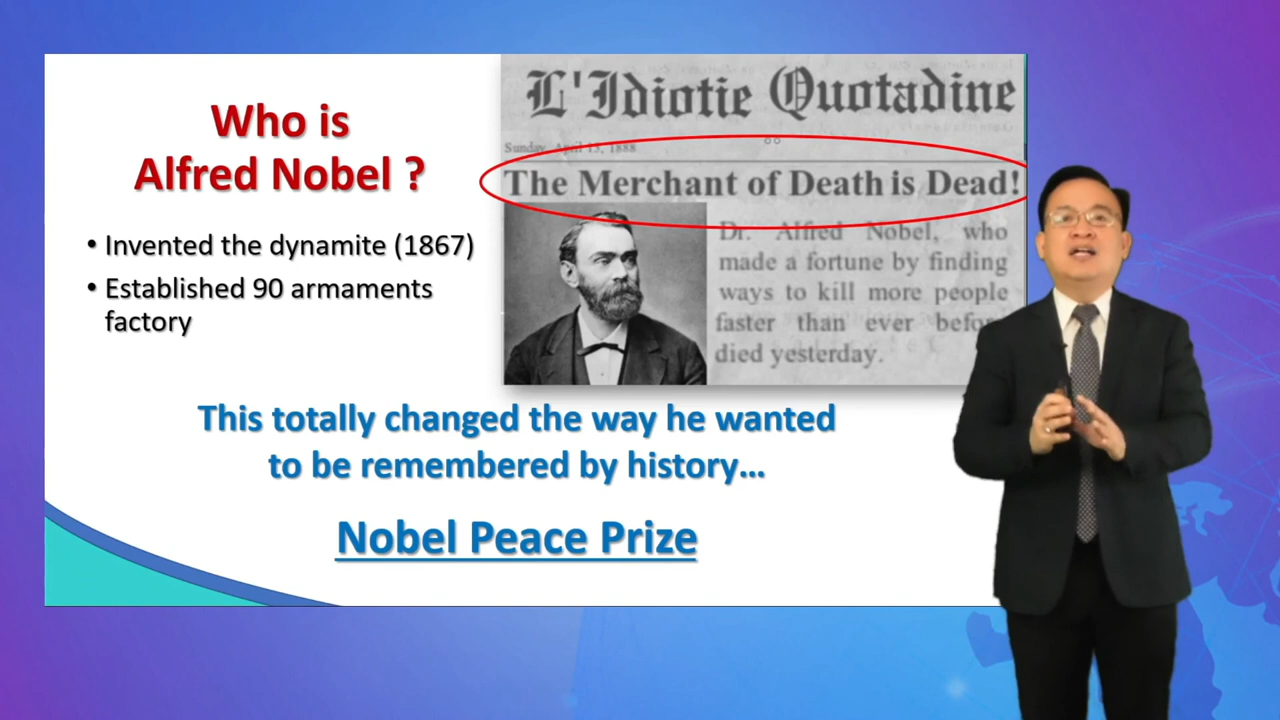 Who is
Alfred Nobel ?
• Invented the dynamite (1867)
• Established 90 armaments
factory
L'Idiotie Quotadine
Sunday, April 13, 1888
The Merchant of Death is Dead!
Dr. Alfred Nobel, who
made a fortune by finding
ways to kill more people
faster than ever before
died yesterday.
This totally changed the way he wanted
to be remembered by history...
Nobel Peace Prize